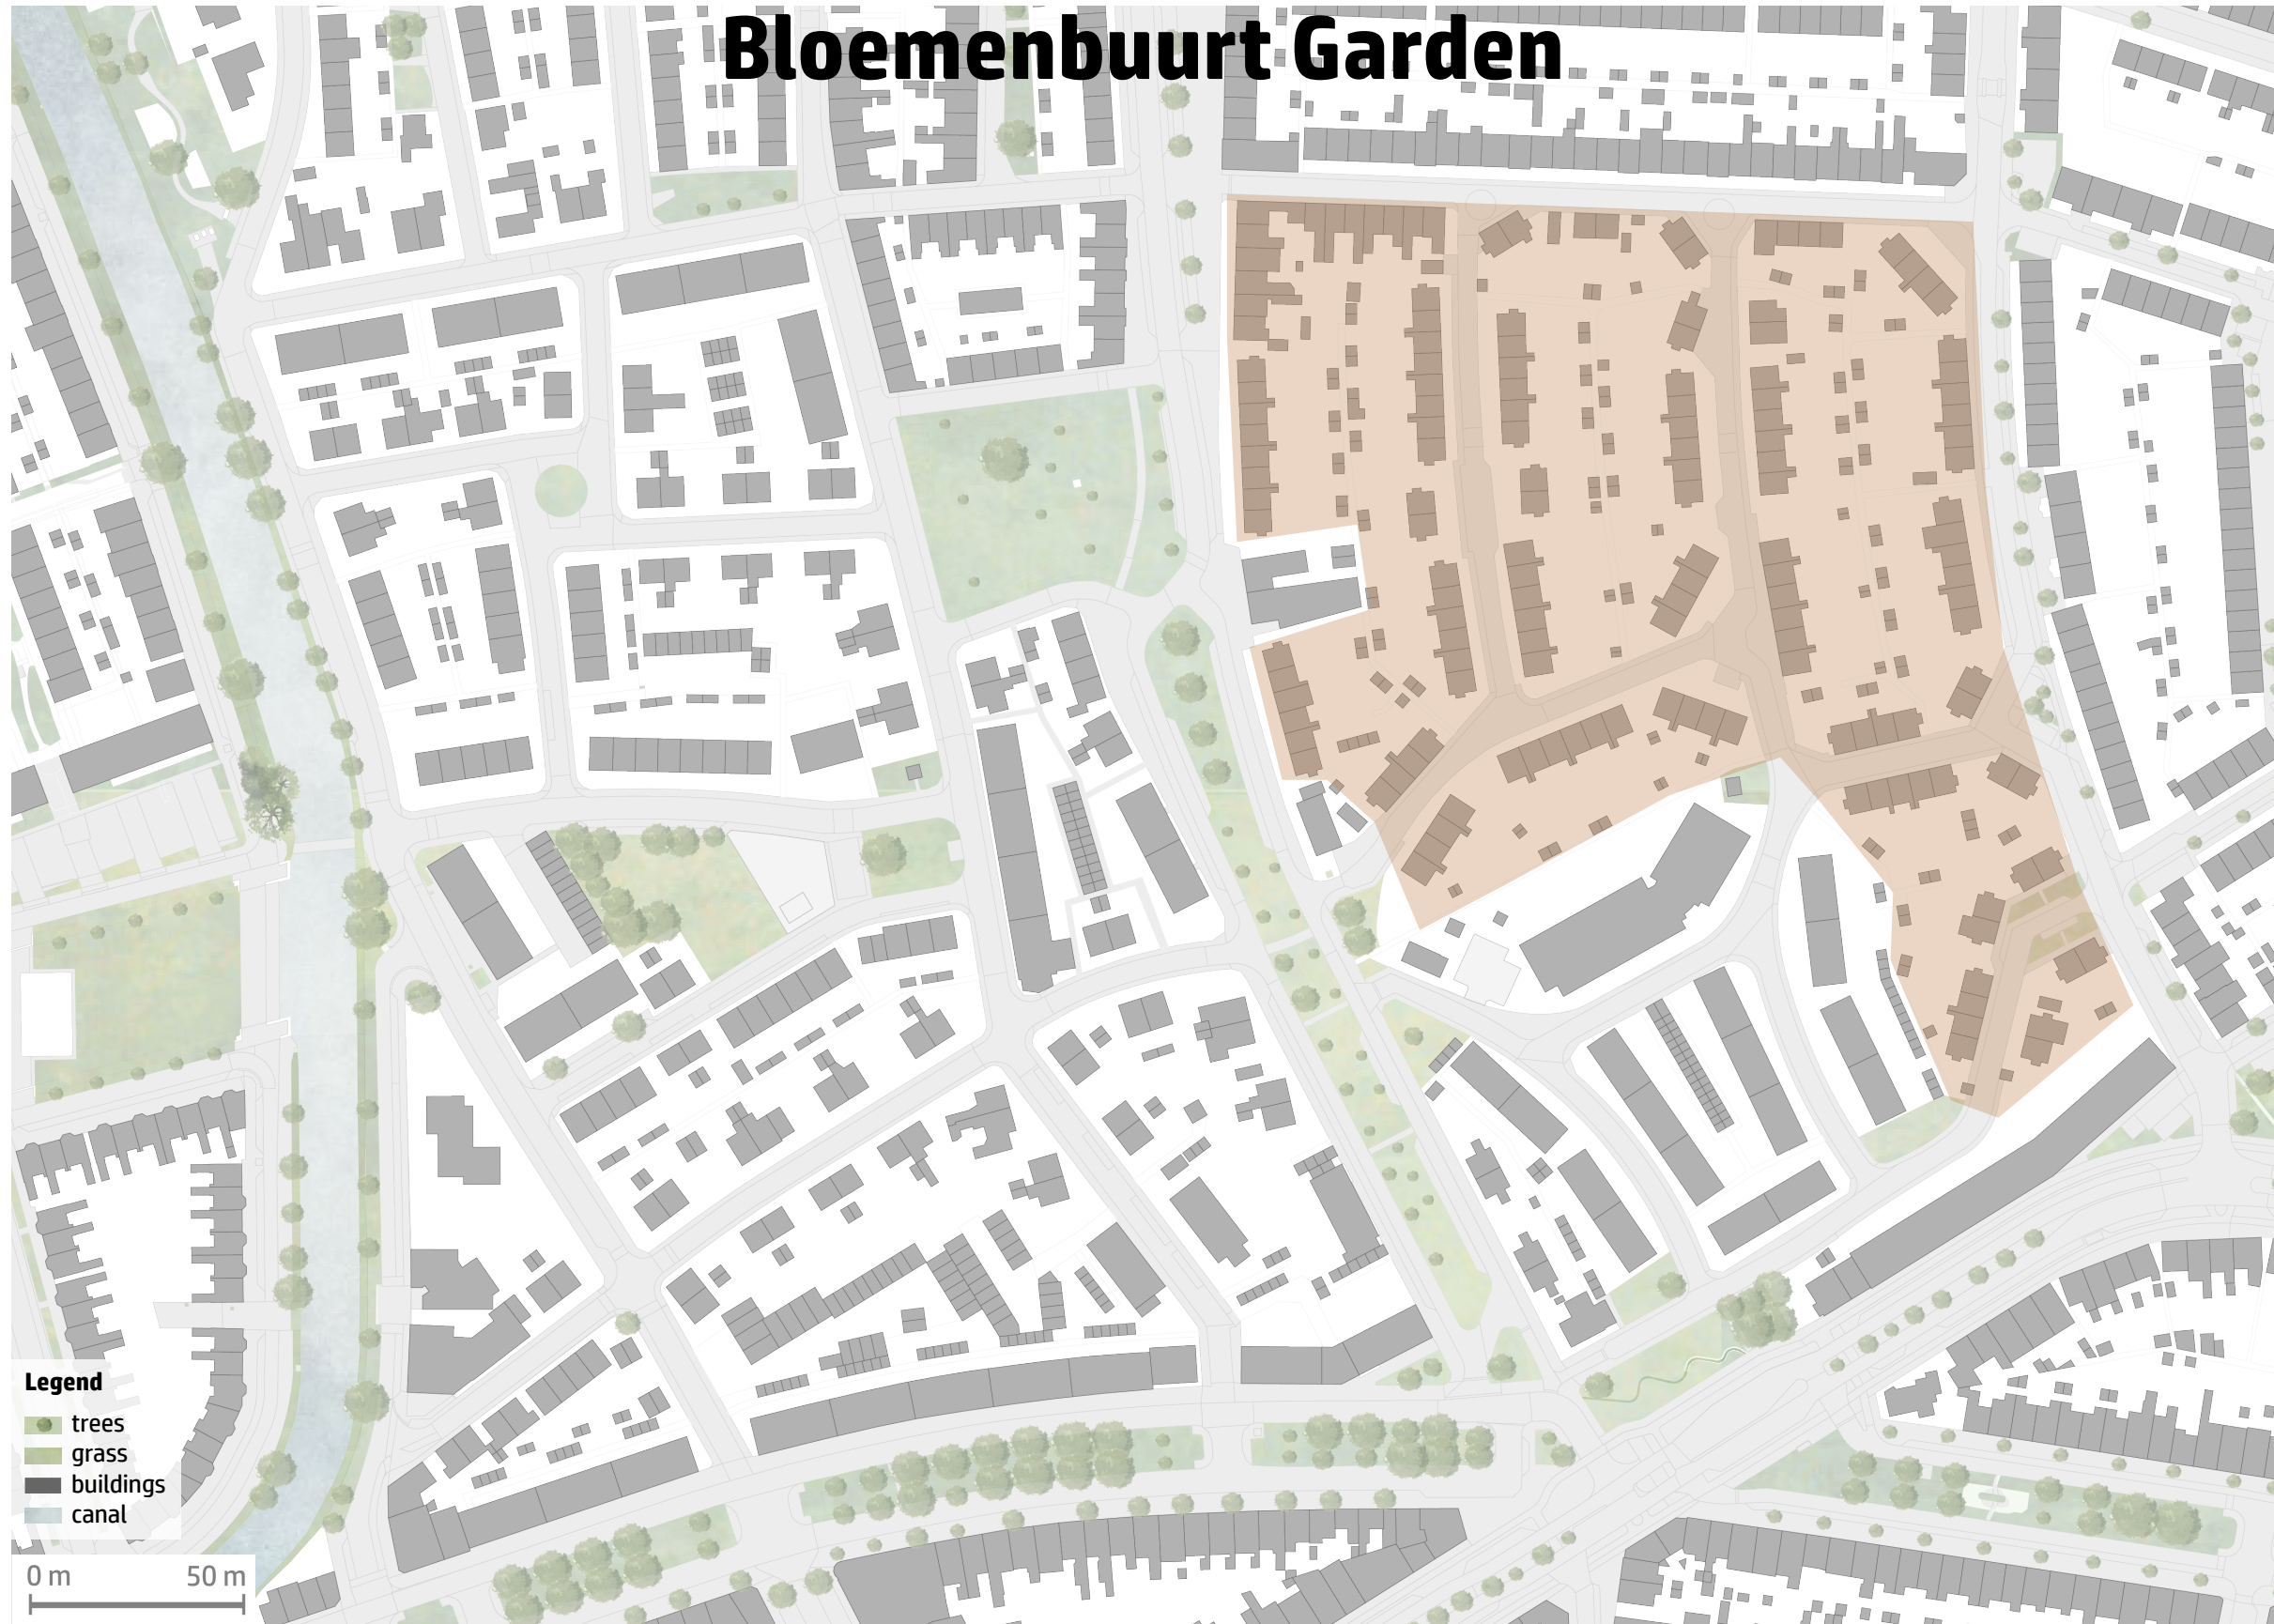 Bloemenbuurt Garden
Legend
trees
grass
buildings
canal
0 m 50 m